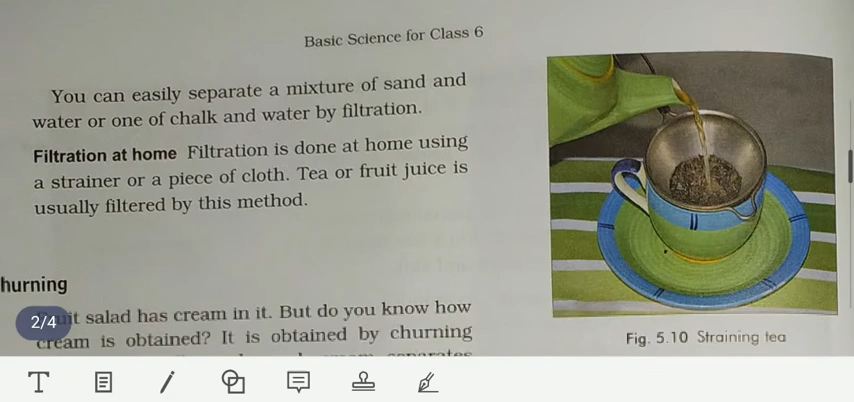 Basic Science for Class 6
You can easily separate a mixture of sand and
water or one of chalk and water by filtration.
Filtration at home Filtration is done at home using
a strainer or a piece of cloth. Tea or fruit juice is
usually filtered by this method.
Fig. 5.10 Straining tea
hurning
2/4
uit salad has cream in it. But do you know how
cream is obtained? It is obtained by churning
T